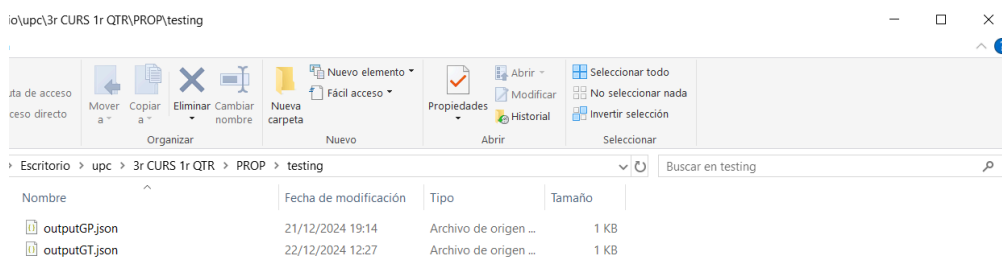 io\upc\3r CURS 1r QTR\PROP\testing
uta de acceso
ceso directo
Mover a
Copiar a
Eliminar
Cambiar nombre
Organizar
Nueva carpeta
Nuevo elemento
Fácil acceso
Nuevo
Propiedades
Abrir
Modificar
Historial
Abrir
Seleccionar todo
No seleccionar nada
Invertir selección
Seleccionar
Escritorio > upc > 3r CURS 1r QTR > PROP > testing
Buscar en testing
Nombre Fecha de modificación Tipo Tamaño
outputGP.json 21/12/2024 19:14 Archivo de origen ... 1 KB
outputGT.json 22/12/2024 12:27 Archivo de origen ... 1 KB